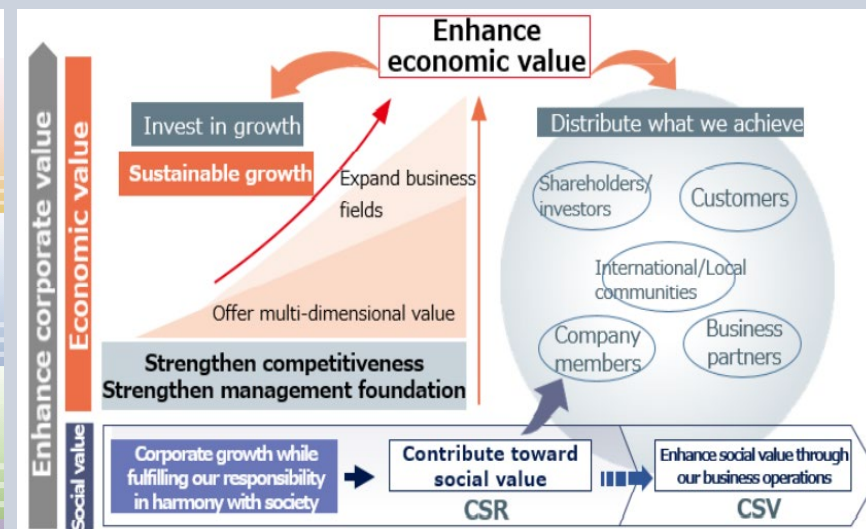 Enhance
economic value
Enhance corporate value
Economic value
Invest in growth
Sustainable growth
Expand business
fields
Offer multi-dimensional value
Strengthen competitiveness
Strengthen management foundation
Distribute what we achieve
Shareholders/
investors
Customers
International/Local
communities
Company
members
Business
partners
Social value
Corporate growth while
fulfilling our responsibility
in harmony with society
Contribute toward
social value
CSR
Enhance social value through
our business operations
CSV